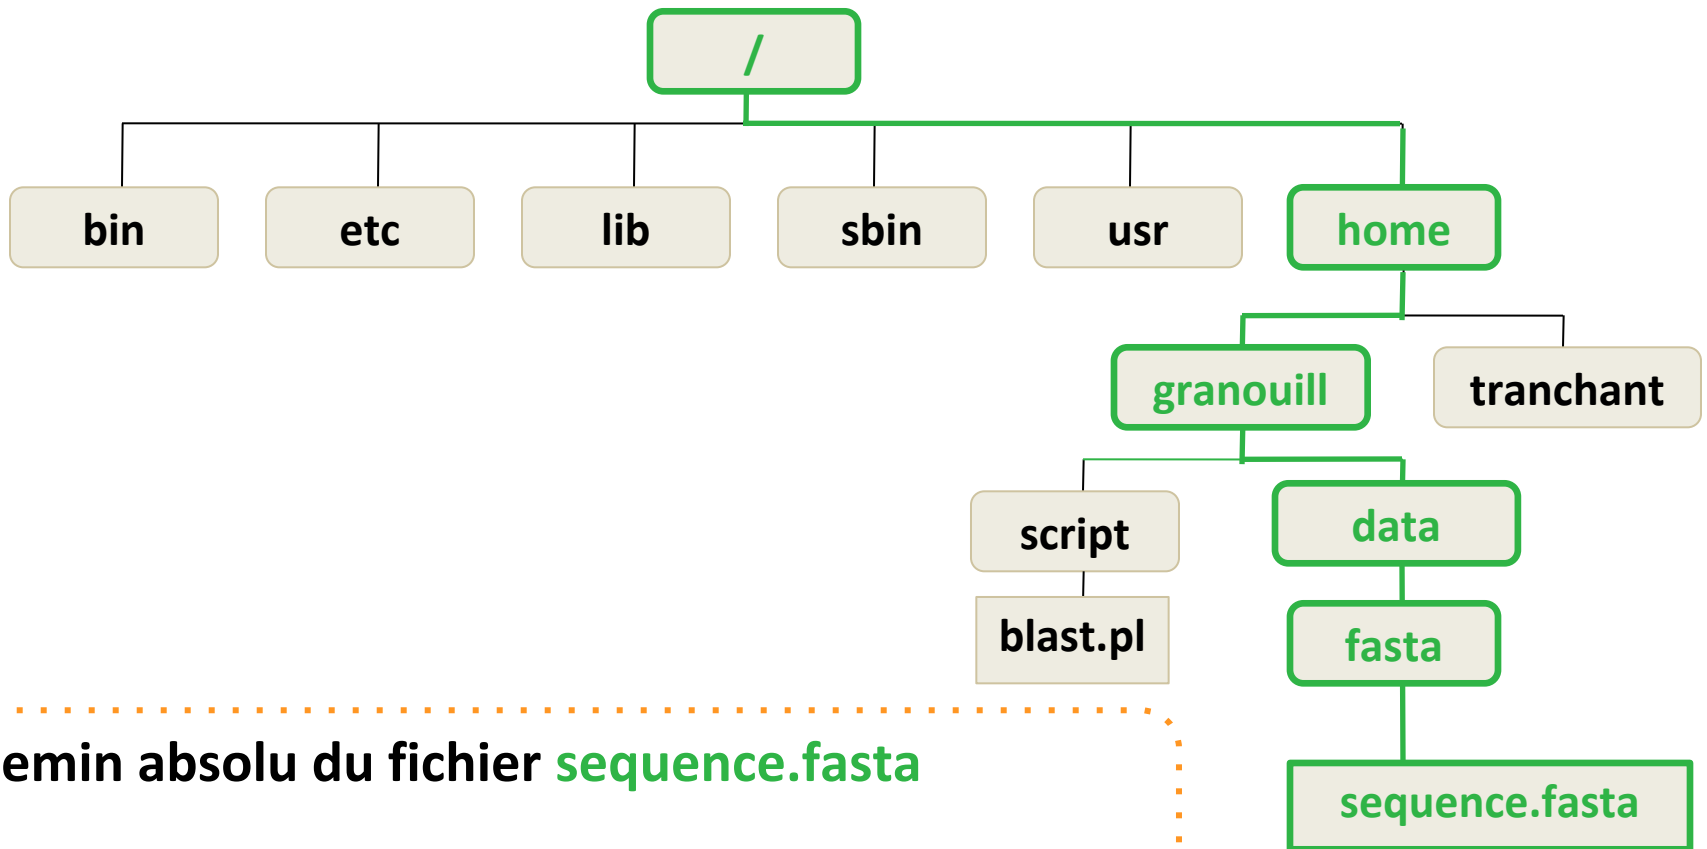 /
bin
etc
lib
sbin
usr
home
granouill
tranchant
script
data
blast.pl
fasta
emin absolu du fichier sequence.fasta
sequence.fasta